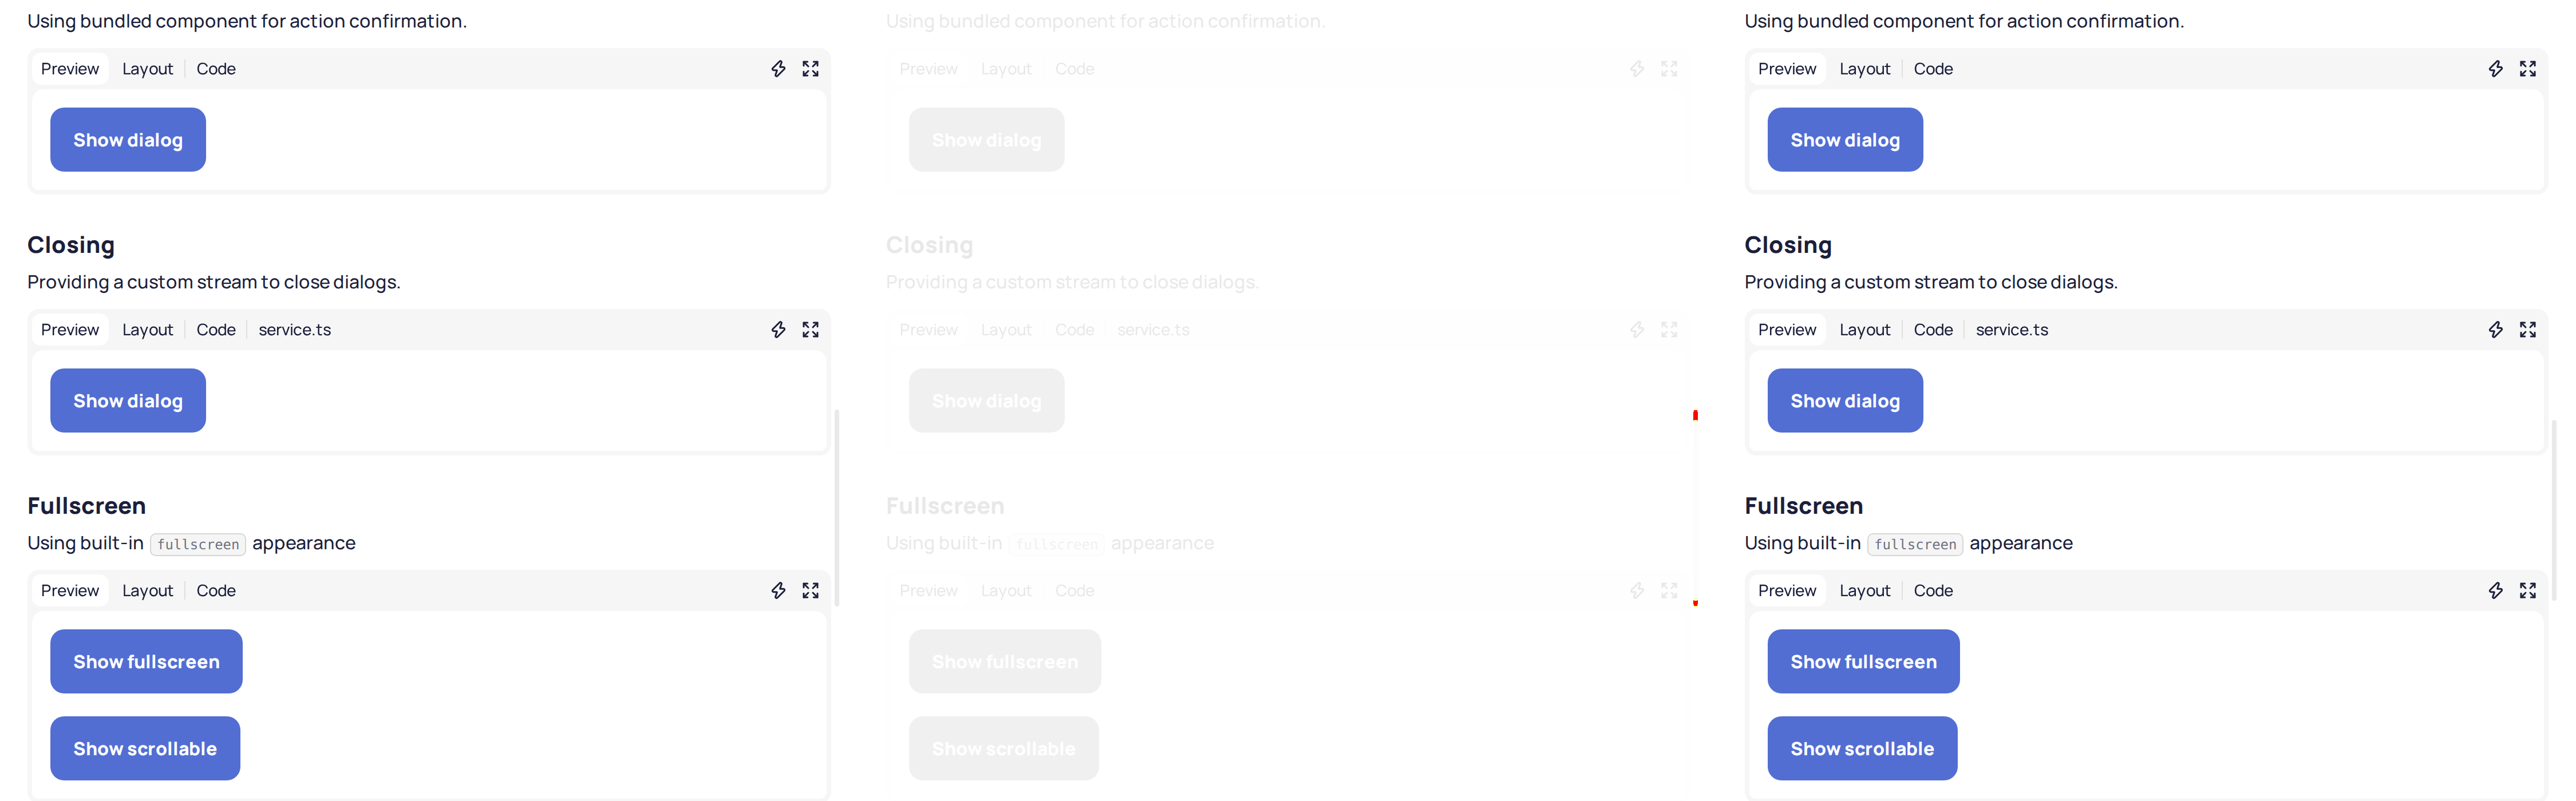 Using bundled component for action confirmation.
Preview Layout Code
Show dialog
Closing
Providing a custom stream to close dialogs.
Preview Layout Code service.ts
Show dialog
Fullscreen
Using built-in fullscreen appearance
Preview Layout Code
Show fullscreen
Show scrollable
Using bundled component for action confirmation.
Preview Layout Code
Show dialog
Closing
Providing a custom stream to close dialogs.
Preview Layout Code service.ts
Show dialog
Fullscreen
Using built-in fullscreen appearance
Preview Layout Code
Show fullscreen
Show scrollable
Using bundled component for action confirmation.
Preview Layout Code
Show dialog
Closing
Providing a custom stream to close dialogs.
Preview Layout Code service.ts
Show dialog
Fullscreen
Using built-in fullscreen appearance
Preview Layout Code
Show fullscreen
Show scrollable